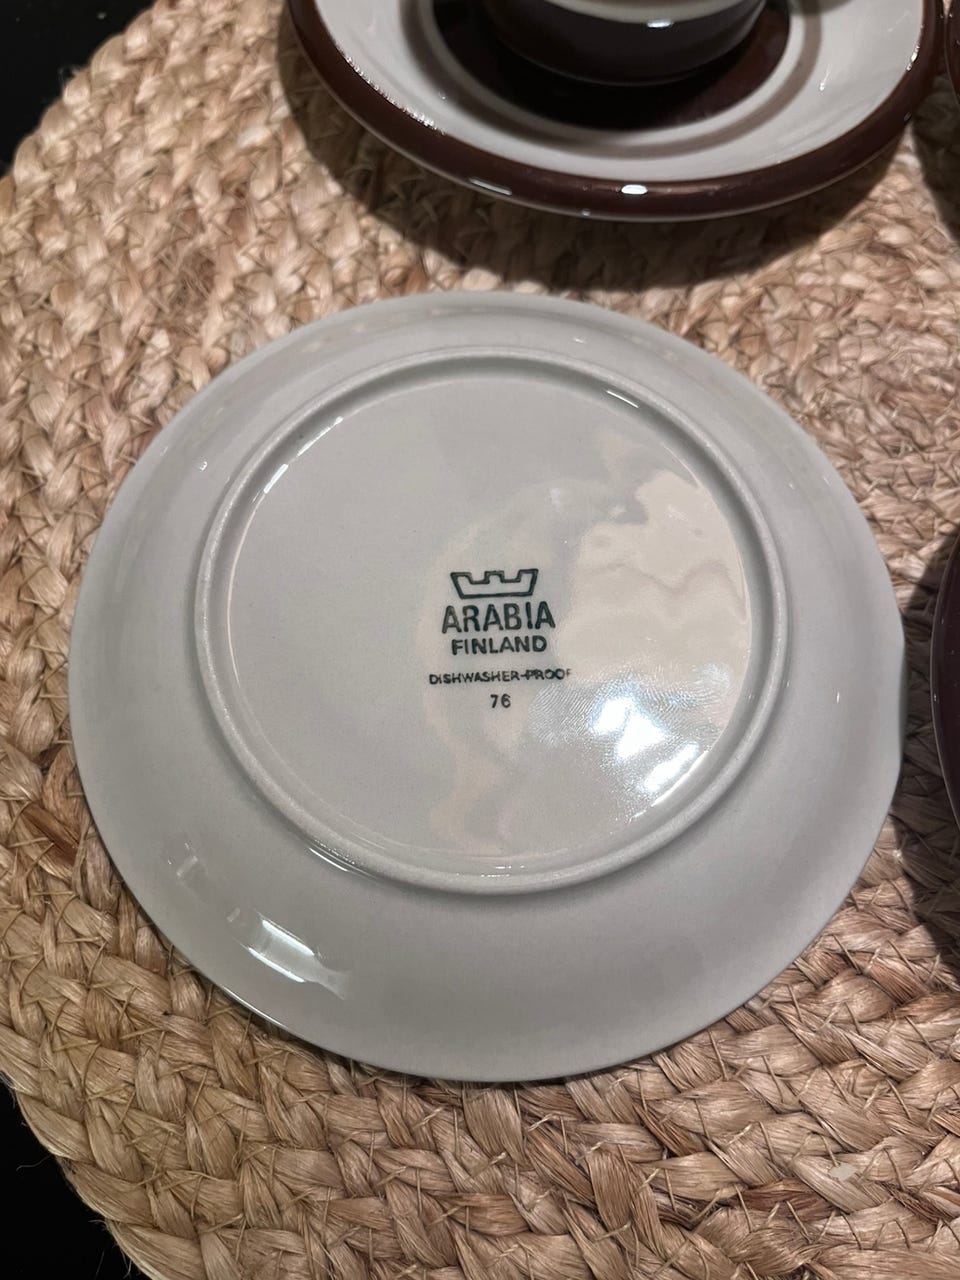 ARABIA
FINLAND
DISHWASHER-PROOF
76